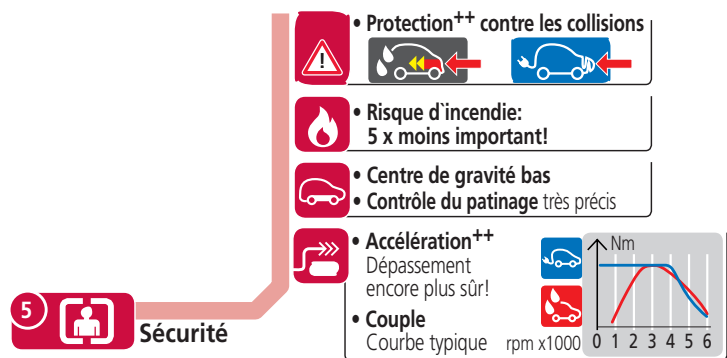 • Protection++ contre les collisions
!
• Risque d`incendie:
5 x moins important!
• Centre de gravité bas
• Contrôle du patinage très précis
• Accélération++
Dépassement
encore plus sûr!
• Couple
Courbe typique
Nm
rpm x1000 0 1 2 3 4 5 6
5 Sécurité